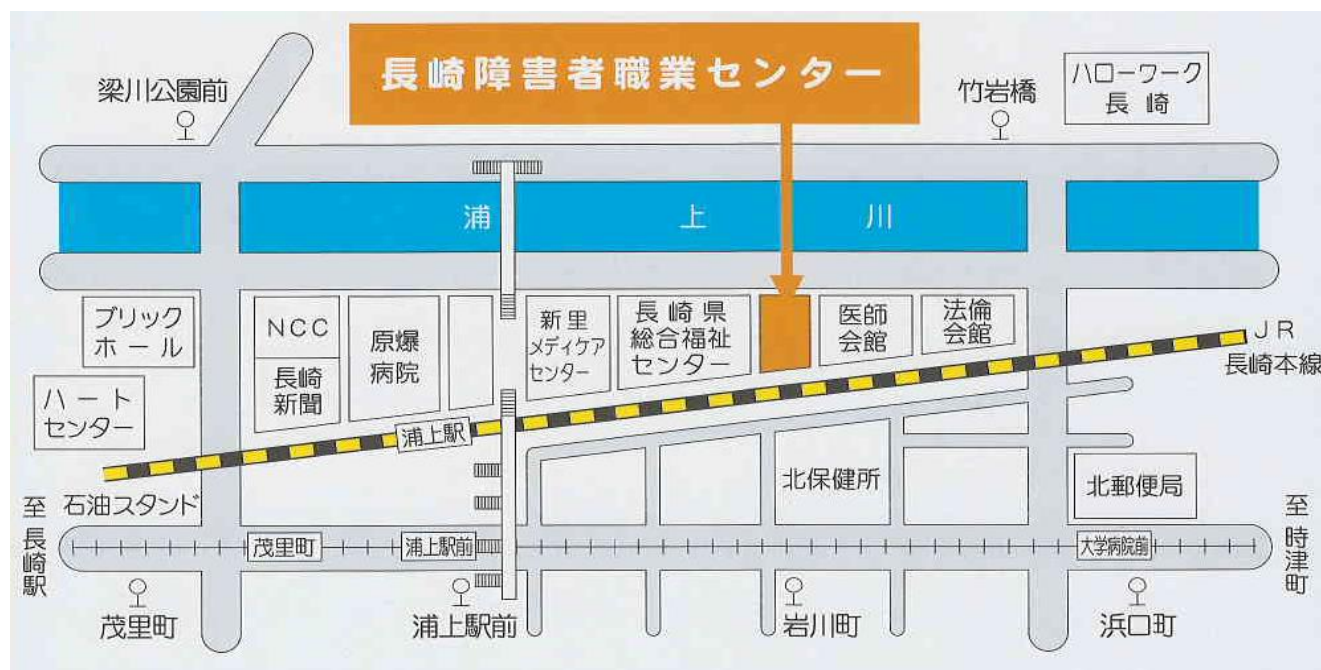 長崎障害者職業センター
梁川公園前
竹岩橋
ハローワーク
長崎
浦上川
ブリック
ホール
NCC
長崎
新聞
原爆
病院
新里
メディケア
センター
長崎県
総合福祉
センター
医師
会館
法倫
会館
JR
長崎本線
ハート
センター
浦上駅
石油スタンド
北保健所
北郵便局
至長崎駅
至時津町
茂里町
浦上駅前
大学病院前
茂里町
浦上駅前
岩川町
浜口町